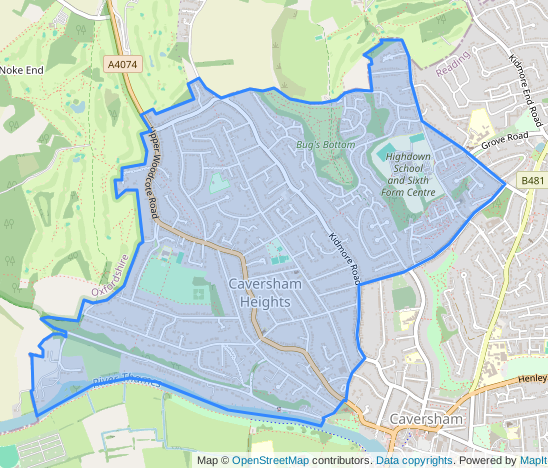 Noke End
A4074
Reading
Kidmore End Road
Grove Road
Bug's Bottom
Highdown
School
and Sixth
Form Centre
B481
Upper Woodcote Road
Kidmore Road
Oxfordshire
Caversham
Heights
River Thames
Henley
Caversham
Map © OpenStreetMap contributors. Data copyrights. Powered by MapIt